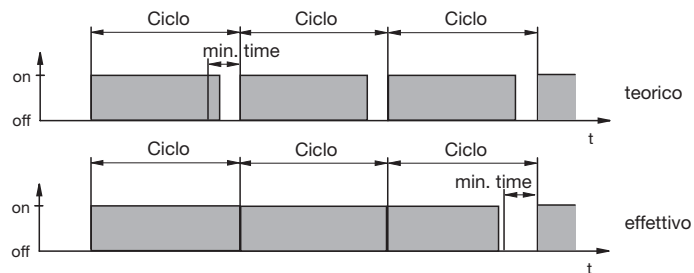 Ciclo Ciclo Ciclo
min. time
on
teorico
off
t
Ciclo Ciclo Ciclo
min. time
on
effettivo
off
t